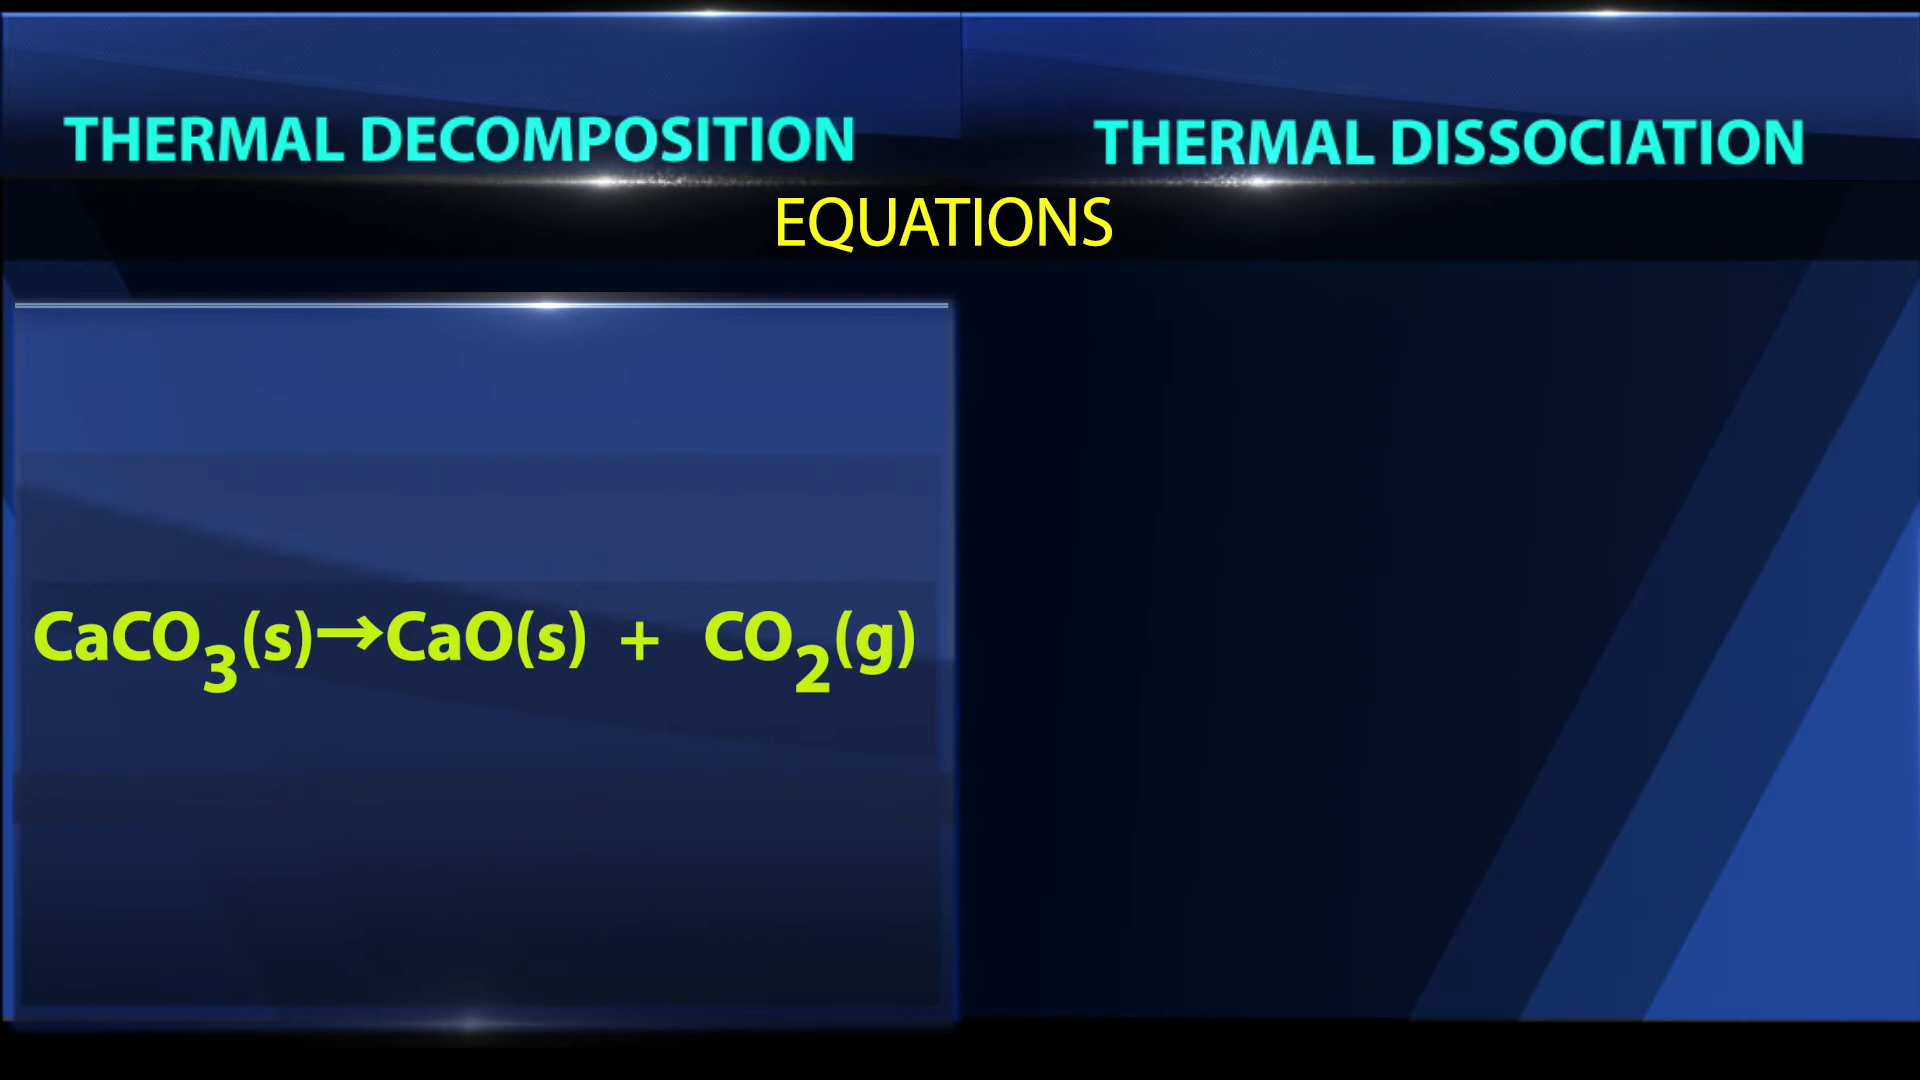 THERMAL DECOMPOSITION
THERMAL DISSOCIATION
EQUATIONS
CaCO₃(s)→CaO(s) + CO₂(g)